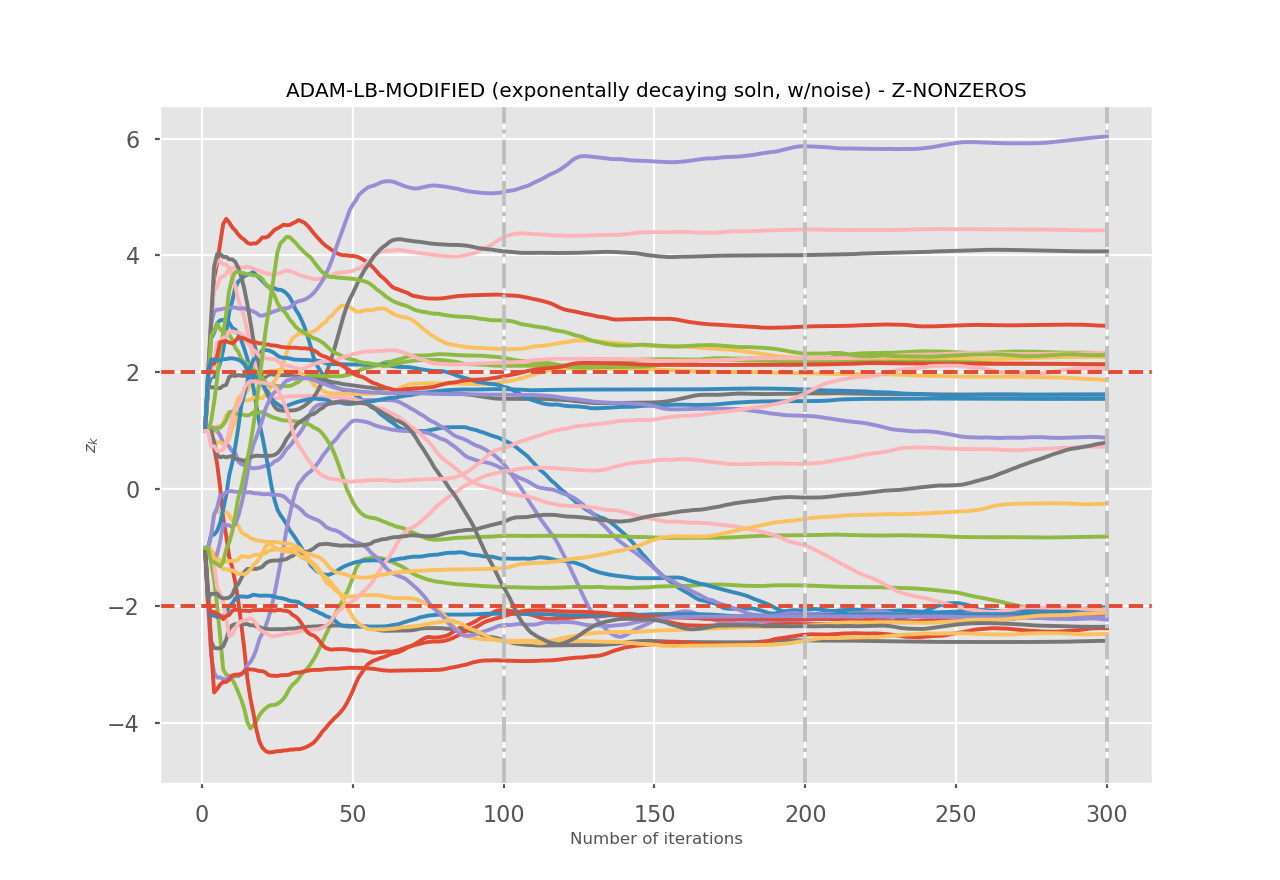 ADAM-LB-MODIFIED (exponentially decaying soln, w/noise) - Z-NONZEROS
6
4
2
0
−2
−4
z_k
0 50 100 150 200 250 300
Number of iterations